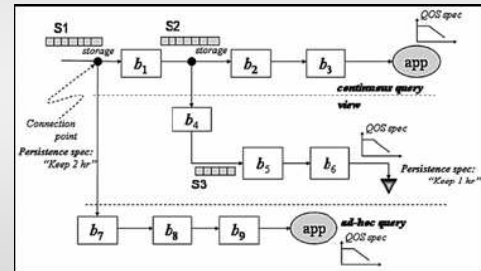 S1
S2
QOS spec
storage
storage
b1
b2
b3
app
continuous query
view
Connection
point
b4
QOS spec
Persistence spec:
"Keep 2 hr"
S3
b5
b6
Persistence spec:
"Keep 1 hr"
ad-hoc query
b7
b8
b9
app
QOS spec